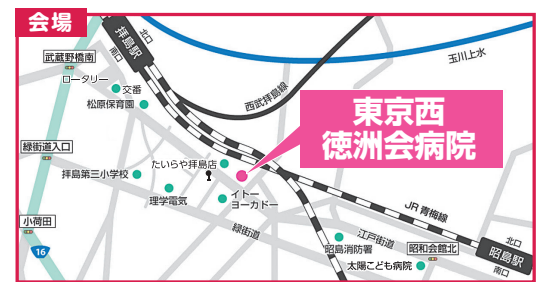 会場
拝島駅
北口
南口
武蔵野橋南
ロータリー
交番
松原保育園
西武拝島線
玉川上水
東京西
徳洲会病院
緑街道入口
拝島第三小学校
たいらや拝島店
理学電気
イトー
ヨーカドー
小荷田
16
緑街道
JR青梅線
江戸街道
昭島消防署
昭和会館北
太陽こども病院
昭島駅
北口
南口